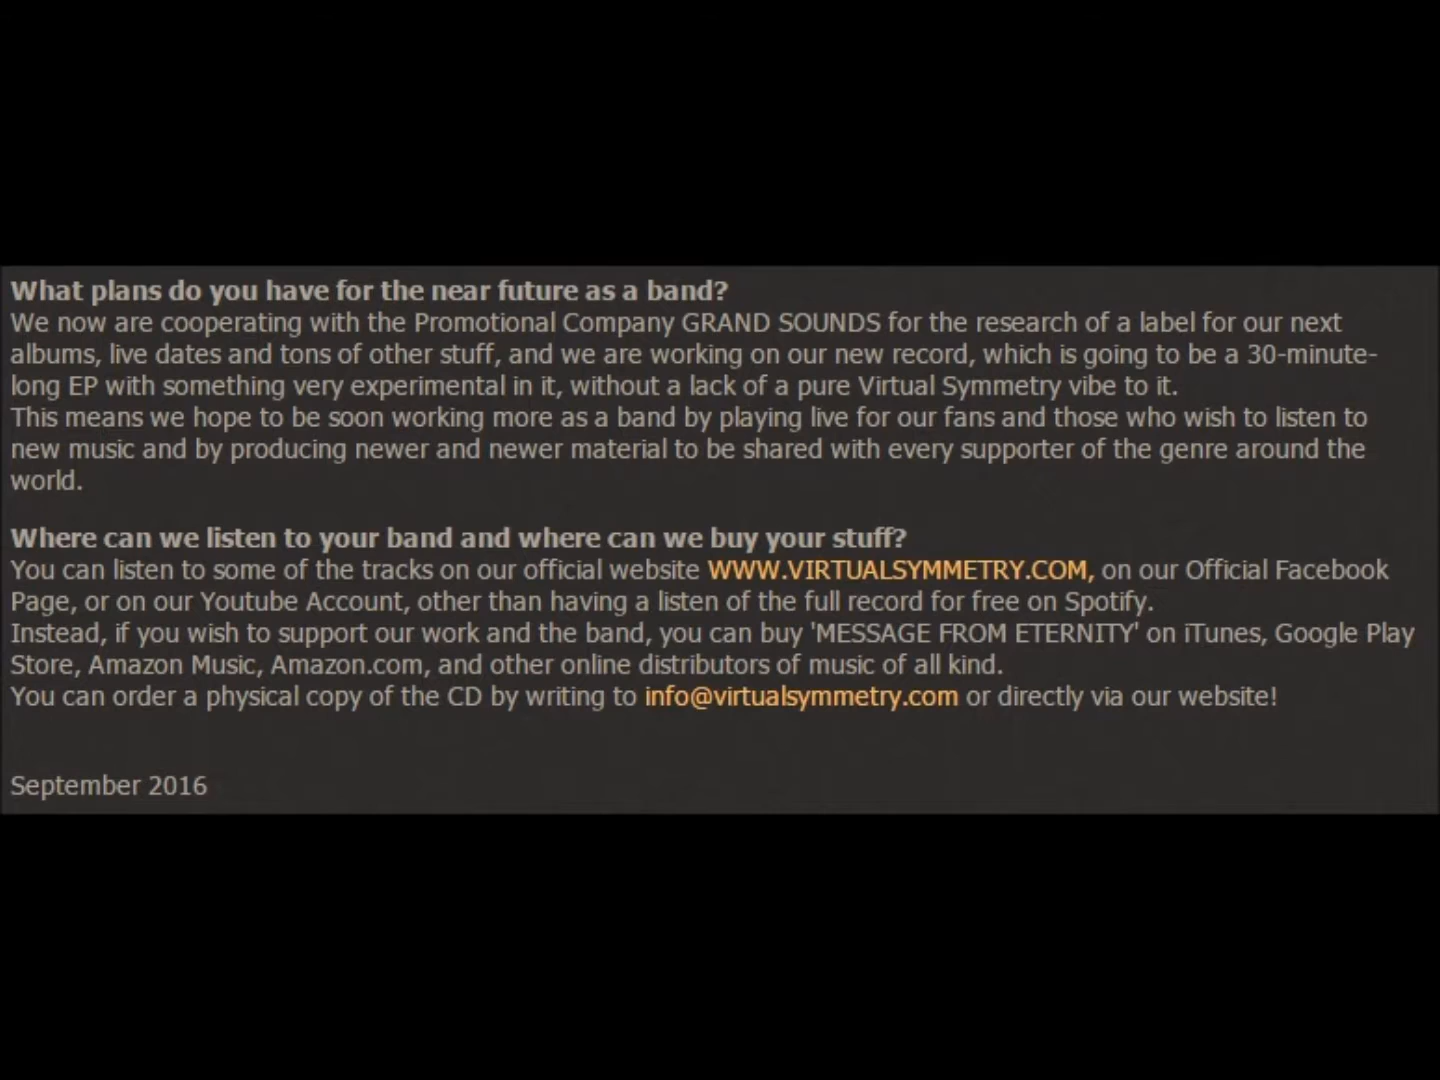 What plans do you have for the near future as a band?
We now are cooperating with the Promotional Company GRAND SOUNDS for the research of a label for our next
albums, live dates and tons of other stuff, and we are working on our new record, which is going to be a 30-minute-
long EP with something very experimental in it, without a lack of a pure Virtual Symmetry vibe to it.
This means we hope to be soon working more as a band by playing live for our fans and those who wish to listen to
new music and by producing newer and newer material to be shared with every supporter of the genre around the
world.
Where can we listen to your band and where can we buy your stuff?
You can listen to some of the tracks on our official website WWW.VIRTUALSYMMETRY.COM, on our Official Facebook
Page, or on our Youtube Account, other than having a listen of the full record for free on Spotify.
Instead, if you wish to support our work and the band, you can buy 'MESSAGE FROM ETERNITY' on iTunes, Google Play
Store, Amazon Music, Amazon.com, and other online distributors of music of all kind.
You can order a physical copy of the CD by writing to info@virtualsymmetry.com or directly via our website!
September 2016